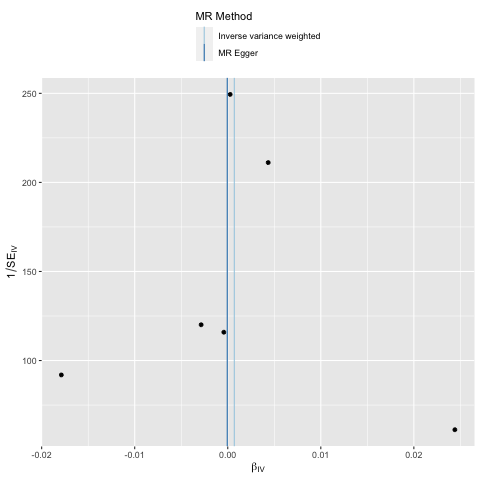 MR Method
Inverse variance weighted
MR Egger
250
200
150
100
1/SE_IV
-0.02 -0.01 0.00 0.01 0.02
β_IV